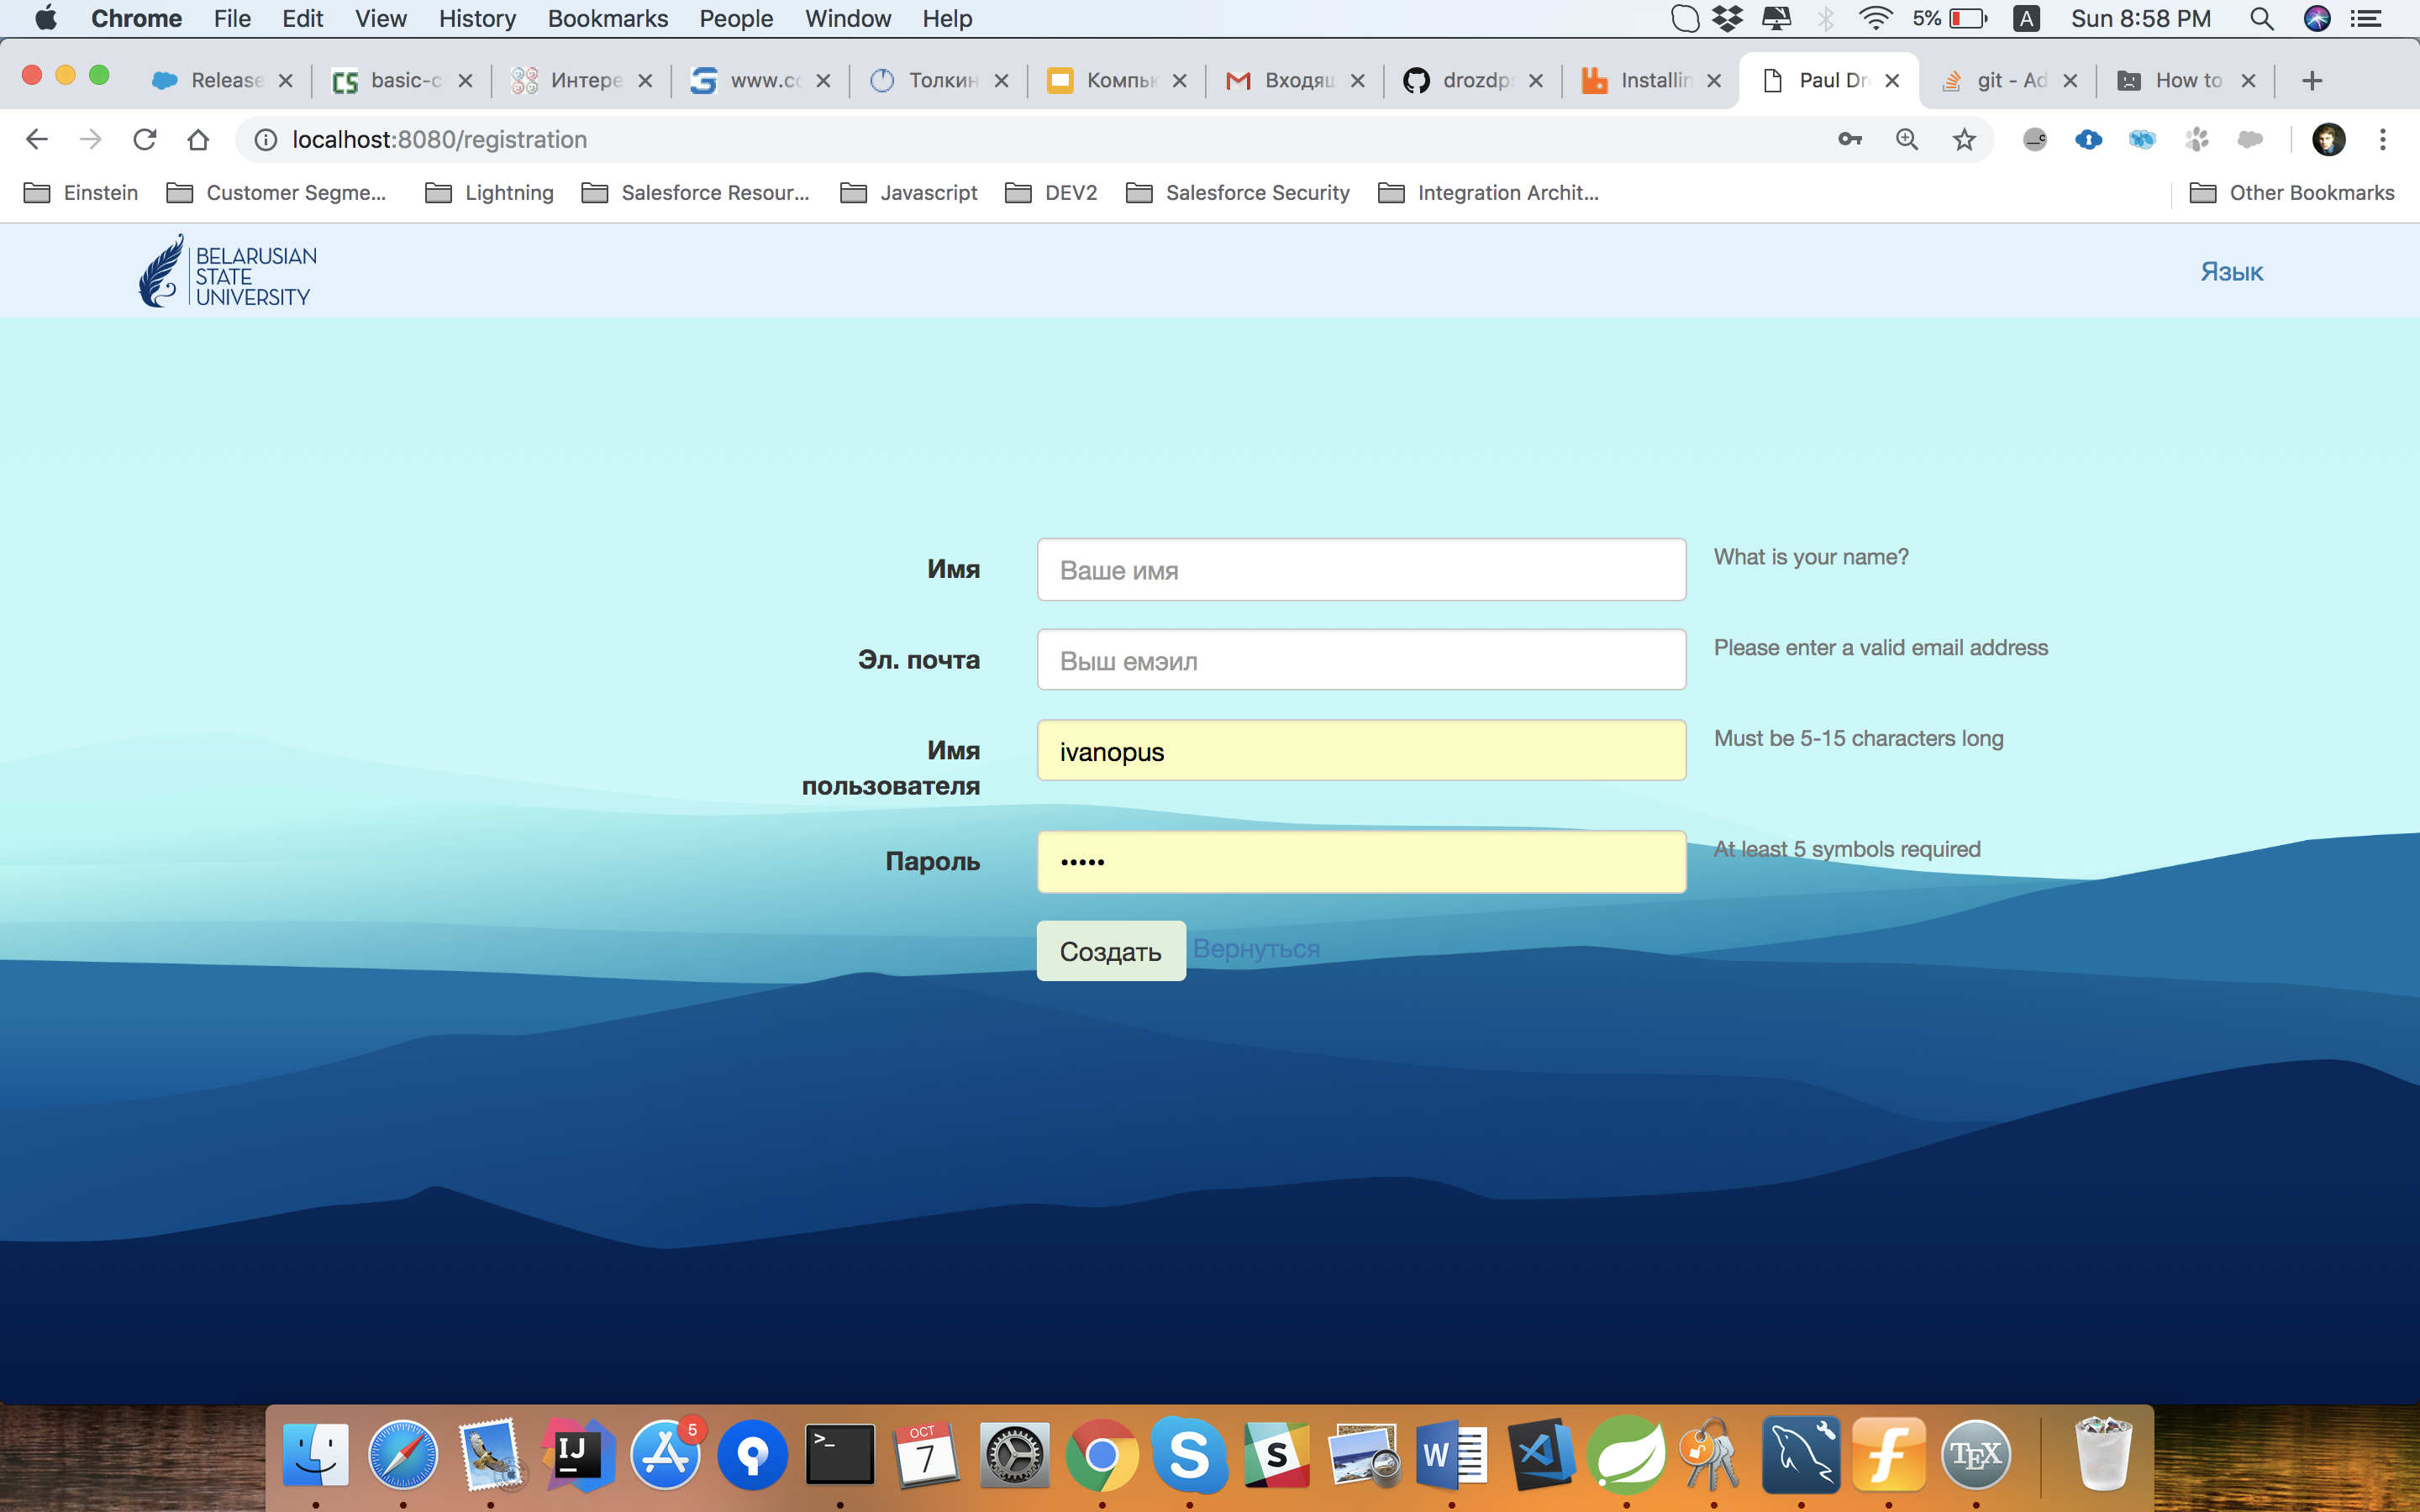 Chrome File Edit View History Bookmarks People Window Help 5% A Sun 8:58 PM
Release basic-c Интере www.co Толкин Компьк Входящ drozdps Installin Paul Dr git - Ad How to
localhost:8080/registration
Einstein Customer Segme... Lightning Salesforce Resour... Javascript DEV2 Salesforce Security Integration Archit... Other Bookmarks
BELARUSIAN
STATE
UNIVERSITY
Язык
Имя Ваше имя What is your name?
Эл. почта Выш емэил Please enter a valid email address
Имя
пользователя ivanopus Must be 5-15 characters long
Пароль ••••• At least 5 symbols required
Создать Вернуться
IJ 5 >_ OCT 7 S S W f TEX